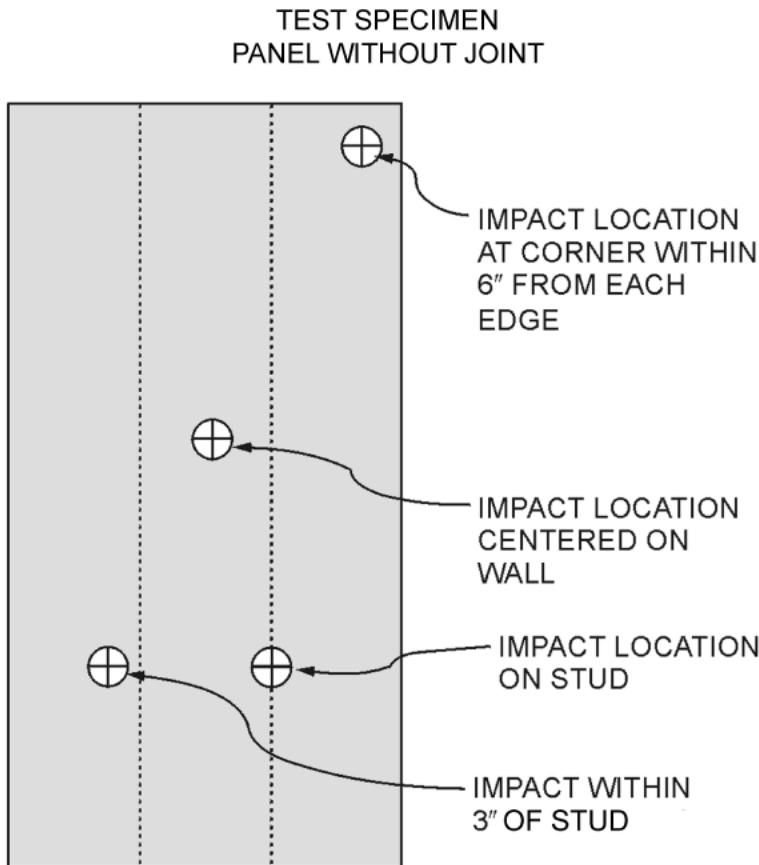 TEST SPECIMEN
PANEL WITHOUT JOINT
IMPACT LOCATION
AT CORNER WITHIN
6″ FROM EACH
EDGE
IMPACT LOCATION
CENTERED ON
WALL
IMPACT LOCATION
ON STUD
IMPACT WITHIN
3″ OF STUD